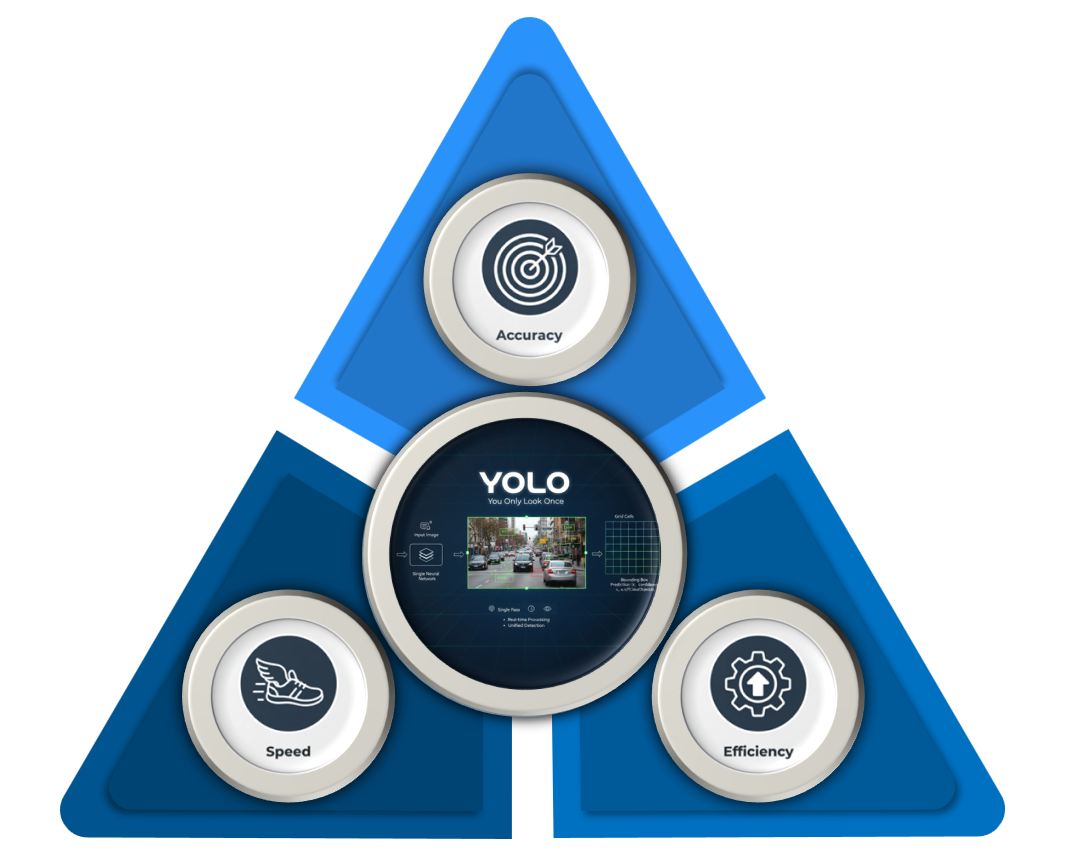 Accuracy
YOLO
You Only Look Once
Input Image
Single Neural
Network
Grid Cells
Bounding Box
Single Pass
• Real-time Processing
• Unified Detection
Speed
Efficiency